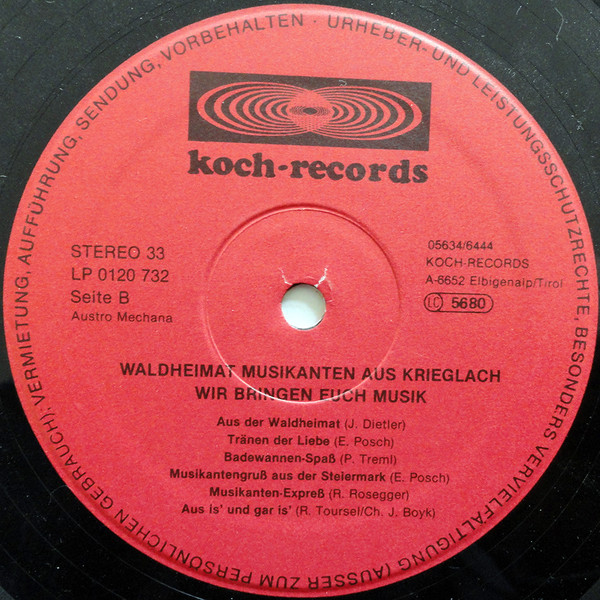 URHEBER- UND LEISTUNGSSCHUTZRECHTE, BESONDERS VERVIELFÄLTIGUNG (AUSSER ZUM PERSÖNLICHEN GEBRAUCH); VERMIETUNG, AUFFÜHRUNG, SENDUNG, VORBEHALTEN ·
koch-records
STEREO 33
LP 0120 732
Seite B
Austro Mechana
05634/6444
KOCH-RECORDS
A-8652 Elbigenalp/Tirol
LC 5680
WALDHEIMAT MUSIKANTEN AUS KRIEGLACH
WIR BRINGEN EUCH MUSIK
Aus der Waldheimat (J. Dietler)
Tränen der Liebe (E. Posch)
Badewannen-Spaß (P. Treml)
Musikantengruß aus der Steiermark (E. Posch)
Musikanten-Expreß (R. Rosegger)
Aus is' und gar is' (R. Toursel/Ch. J. Boyk)